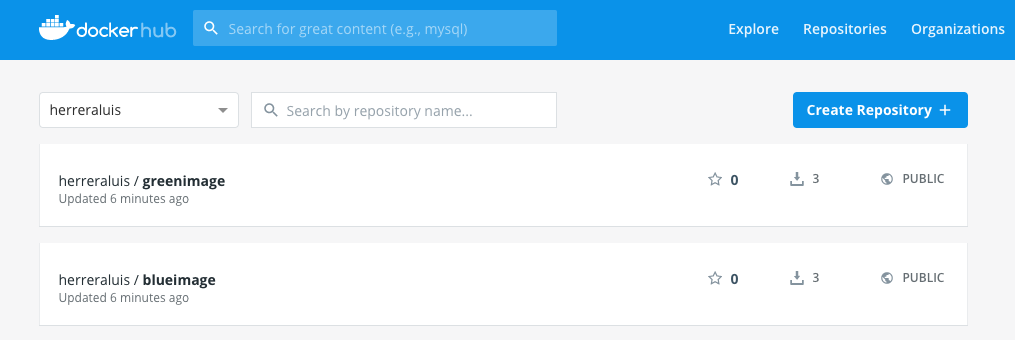 dockerhub Search for great content (e.g., mysql) Explore Repositories Organizations
herreraluis Search by repository name... Create Repository +
herreraluis / greenimage 0 3 PUBLIC
Updated 6 minutes ago
herreraluis / blueimage 0 3 PUBLIC
Updated 6 minutes ago